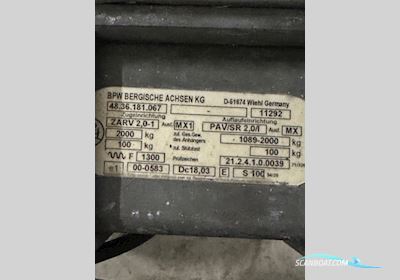 BPW BERGISCHE ACHSEN KG D-51674 Wiehl Germany
48.36.181.067 11292
Zugeinrichtung Auflaufeinrichtung
ZARV 2,0-1 Ausf. MX1 PAV/SR 2,0/I Ausf. MX
2000 kg zul. Ges. Gew. des Anhängers 1089-2000 kg
100 kg zul. Stützlast 100 kg
F 1300 Prüfzeichen 21.2.4.1.0.0039
e1 00-0583 Dc18,03 E S 100
SCANBOAT.COM